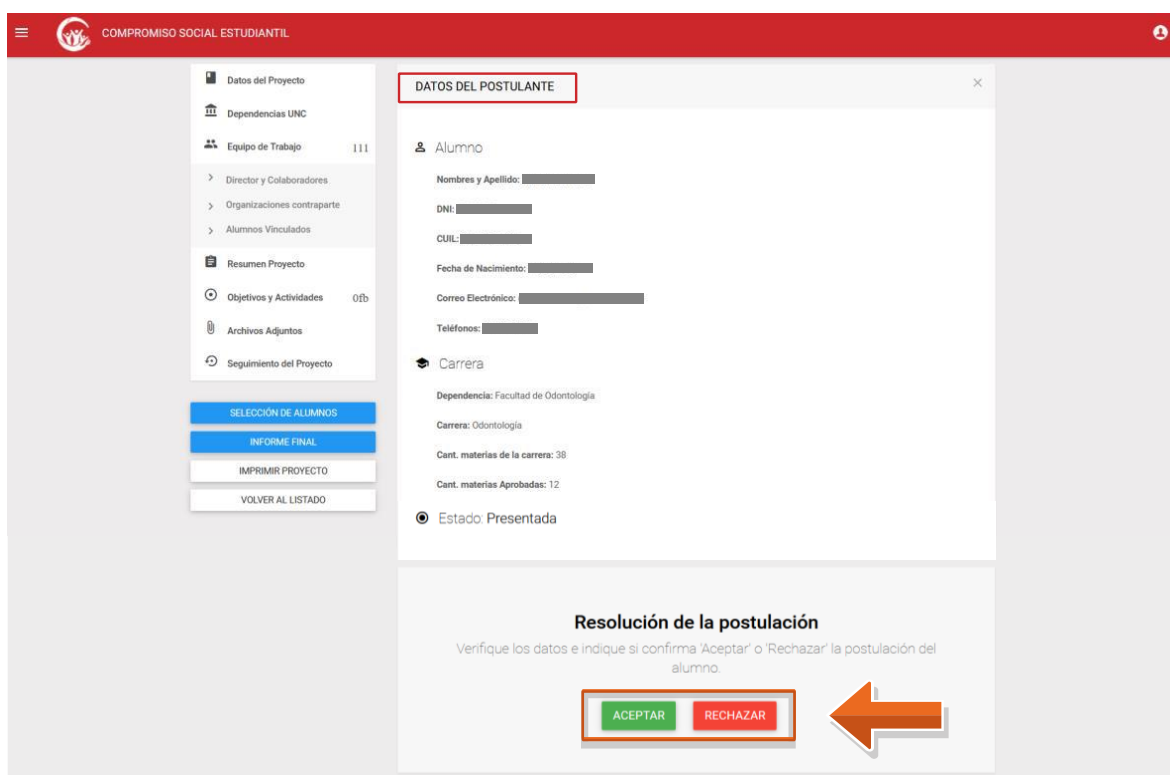 COMPROMISO SOCIAL ESTUDIANTIL
Datos del Proyecto
Dependencias UNC
Equipo de Trabajo 111
Director y Colaboradores
Organizaciones contraparte
Alumnos Vinculados
Resumen Proyecto
Objetivos y Actividades 0fb
Archivos Adjuntos
Seguimiento del Proyecto
SELECCIÓN DE ALUMNOS
INFORME FINAL
IMPRIMIR PROYECTO
VOLVER AL LISTADO
DATOS DEL POSTULANTE
Alumno
Nombres y Apellido:
DNI:
CUIL:
Fecha de Nacimiento:
Correo Electrónico:
Teléfonos:
Carrera
Dependencia: Facultad de Odontología
Carrera: Odontología
Cant. materias de la carrera: 38
Cant. materias Aprobadas: 12
Estado: Presentada
Resolución de la postulación
Verifique los datos e indique si confirma 'Aceptar' o 'Rechazar' la postulación del
alumno.
ACEPTAR RECHAZAR